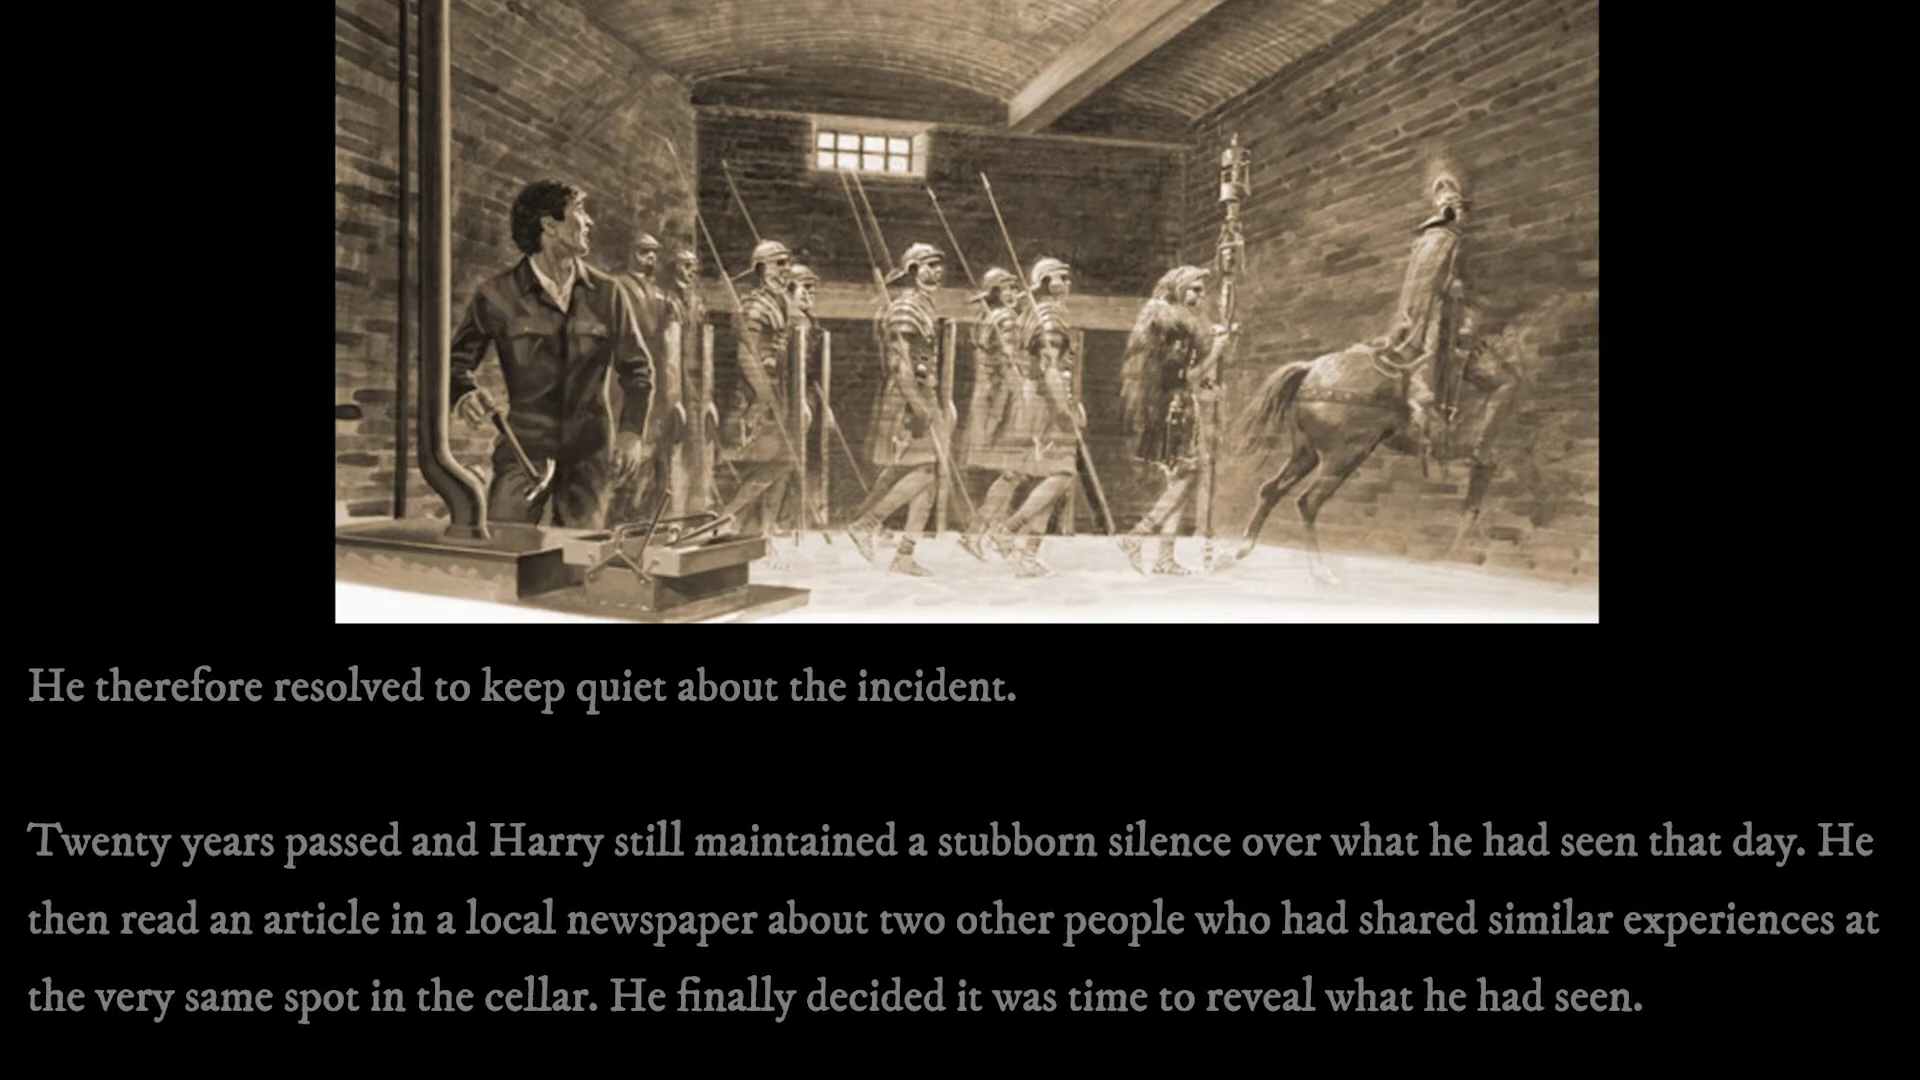 He therefore resolved to keep quiet about the incident.
Twenty years passed and Harry still maintained a stubborn silence over what he had seen that day. He
then read an article in a local newspaper about two other people who had shared similar experiences at
the very same spot in the cellar. He finally decided it was time to reveal what he had seen.